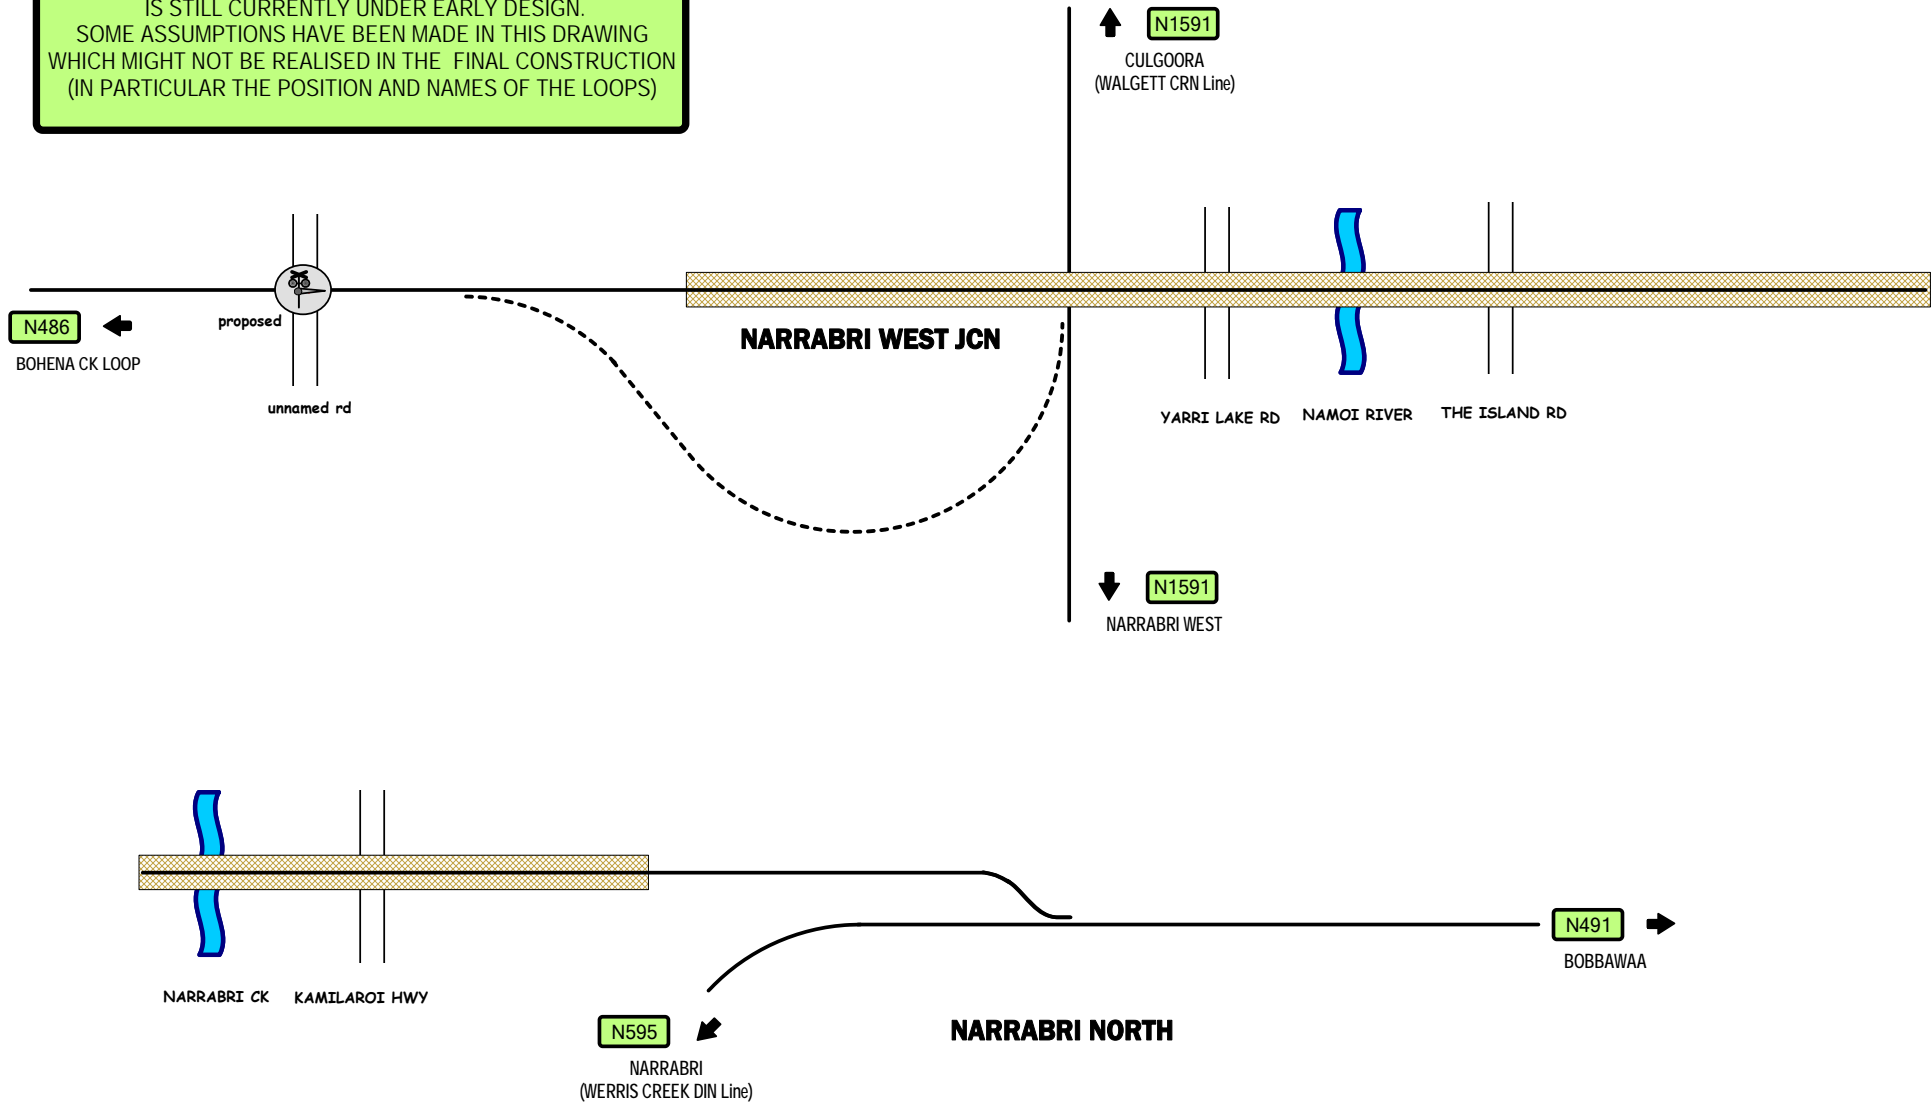 IS STILL CURRENTLY UNDER EARLY DESIGN.
SOME ASSUMPTIONS HAVE BEEN MADE IN THIS DRAWING
WHICH MIGHT NOT BE REALISED IN THE FINAL CONSTRUCTION
(IN PARTICULAR THE POSITION AND NAMES OF THE LOOPS)
N1591
CULGOORA
(WALGETT CRN Line)
proposed
N486
BOHENA CK LOOP
unnamed rd
NARRABRI WEST JCN
YARRI LAKE RD
NAMOI RIVER
THE ISLAND RD
N1591
NARRABRI WEST
NARRABRI CK
KAMILAROI HWY
N491
BOBBAWAA
N595
NARRABRI
(WERRIS CREEK DIN Line)
NARRABRI NORTH